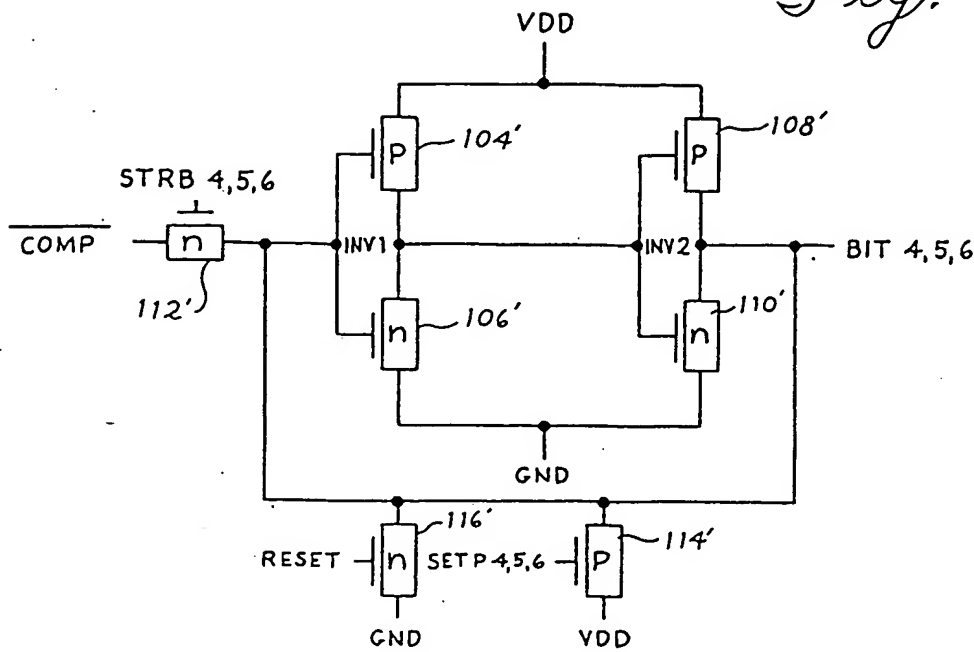 Fig.
VDD
P
104'
P
108'
STRB 4,5,6
COMP
n
112'
INV1
INV2
BIT 4,5,6
n
106'
n
110'
GND
RESET
n
116'
SETP 4,5,6
P
114'
GND
VDD